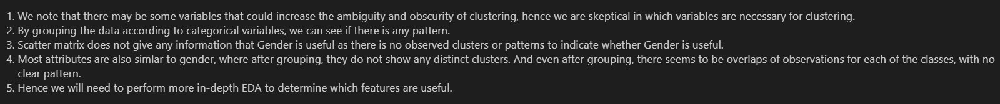 1. We note that there may be some variables that could increase the ambiguity and obscurity of clustering, hence we are skeptical in which variables are necessary for clustering.
2. By grouping the data according to categorical variables, we can see if there is any pattern.
3. Scatter matrix does not give any information that Gender is useful as there is no observed clusters or patterns to indicate whether Gender is useful.
4. Most attributes are also simlar to gender, where after grouping, they do not show any distinct clusters. And even after grouping, there seems to be overlaps of observations for each of the classes, with no
clear pattern.
5. Hence we will need to perform more in-depth EDA to determine which features are useful.